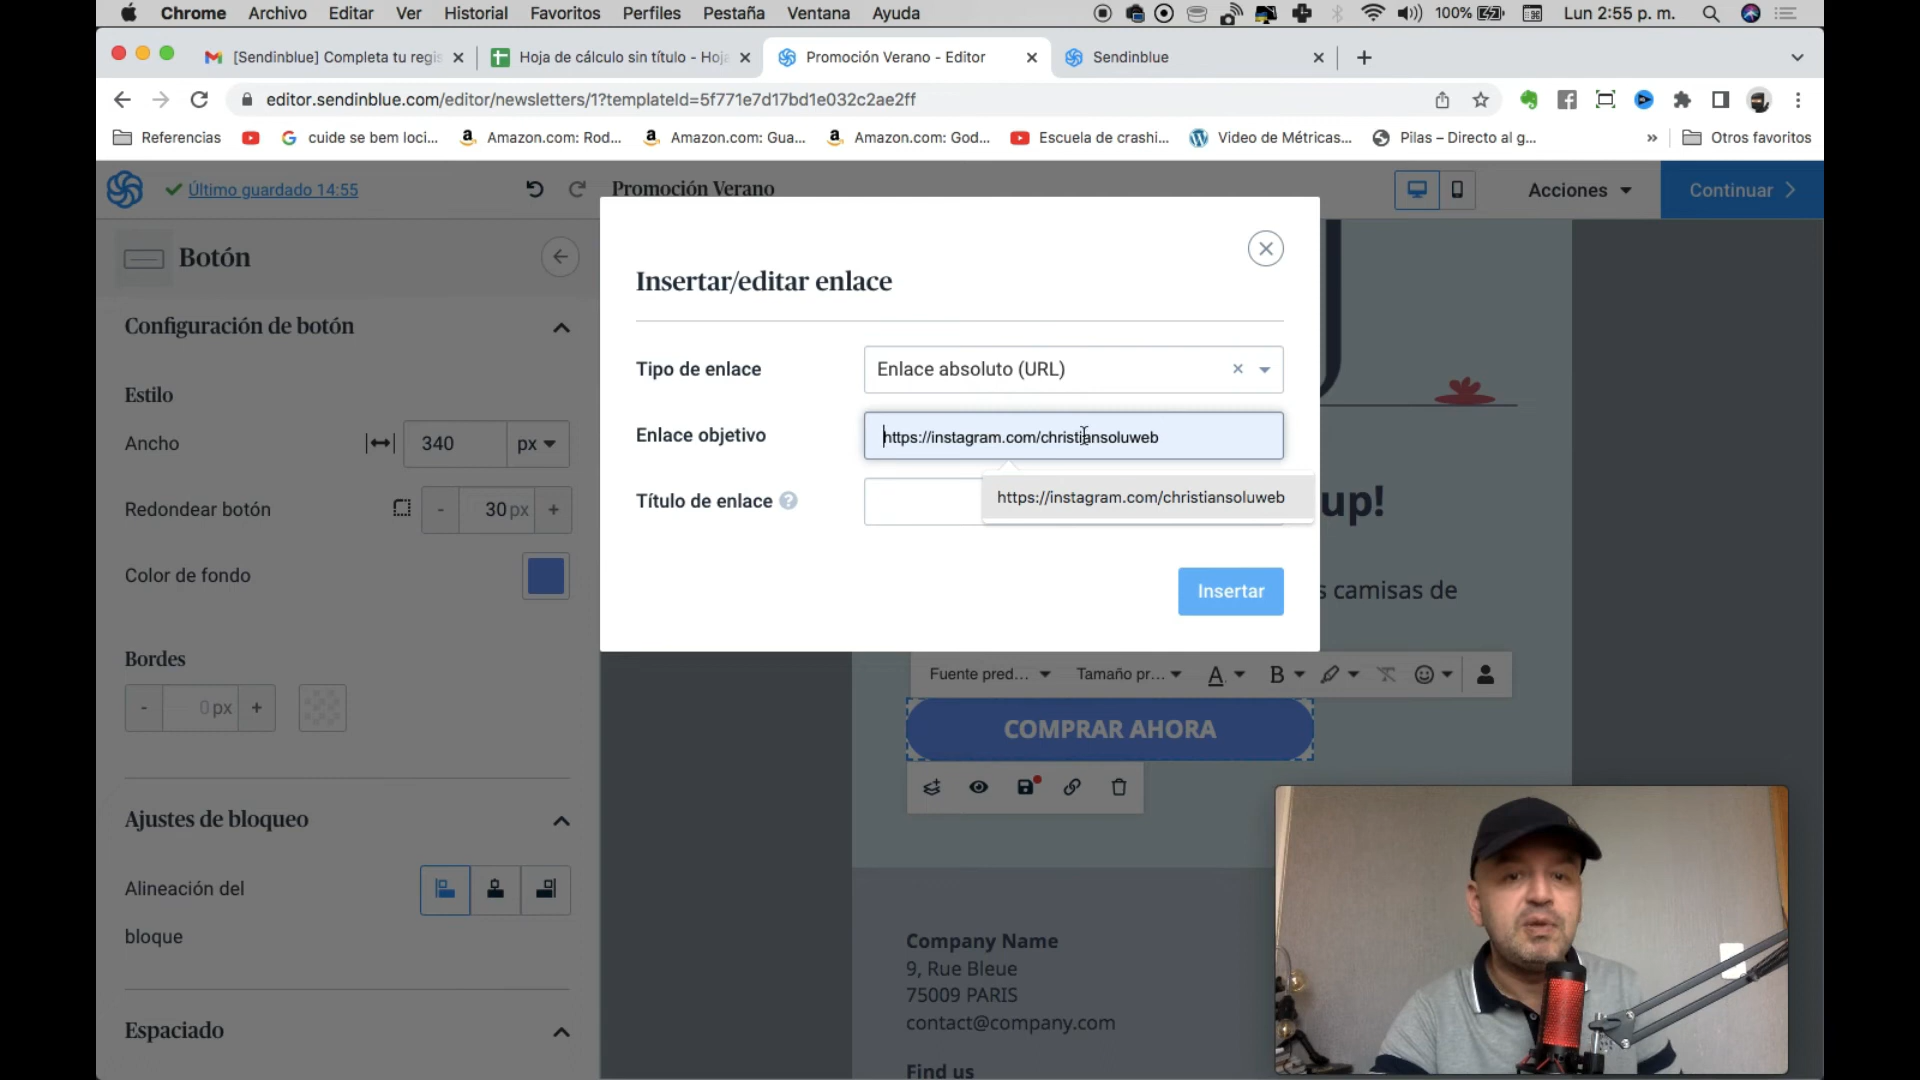 Chrome Archivo Editar Ver Historial Favoritos Perfiles Pestaña Ventana Ayuda 100% Lun 2:55 p. m.
[Sendinblue] Completa tu regis Hoja de cálculo sin título - Hoja Promoción Verano - Editor Sendinblue
editor.sendinblue.com/editor/newsletters/1?templateId=5f771e7d17bd1e032c2ae2ff
Referencias cuide se bem loci... Amazon.com: Rod... Amazon.com: Gua... Amazon.com: God... Escuela de crashi... Video de Métricas... Pilas – Directo al g... » Otros favoritos
Último guardado 14:55 Promoción Verano Acciones Continuar
Botón
Insertar/editar enlace
Configuración de botón
Tipo de enlace Enlace absoluto (URL)
Estilo
Ancho 340 px
Enlace objetivo https://instagram.com/christiansoluweb
Título de enlace ? https://instagram.com/christiansoluweb
up!
Redondear botón - 30 px +
Color de fondo
Insertar
s camisas de
Bordes
- 0 px +
Fuente pred... Tamaño pr... A B
COMPRAR AHORA
Ajustes de bloqueo
Alineación del
bloque
Company Name
9, Rue Bleue
75009 PARIS
contact@company.com
Espaciado
Find us